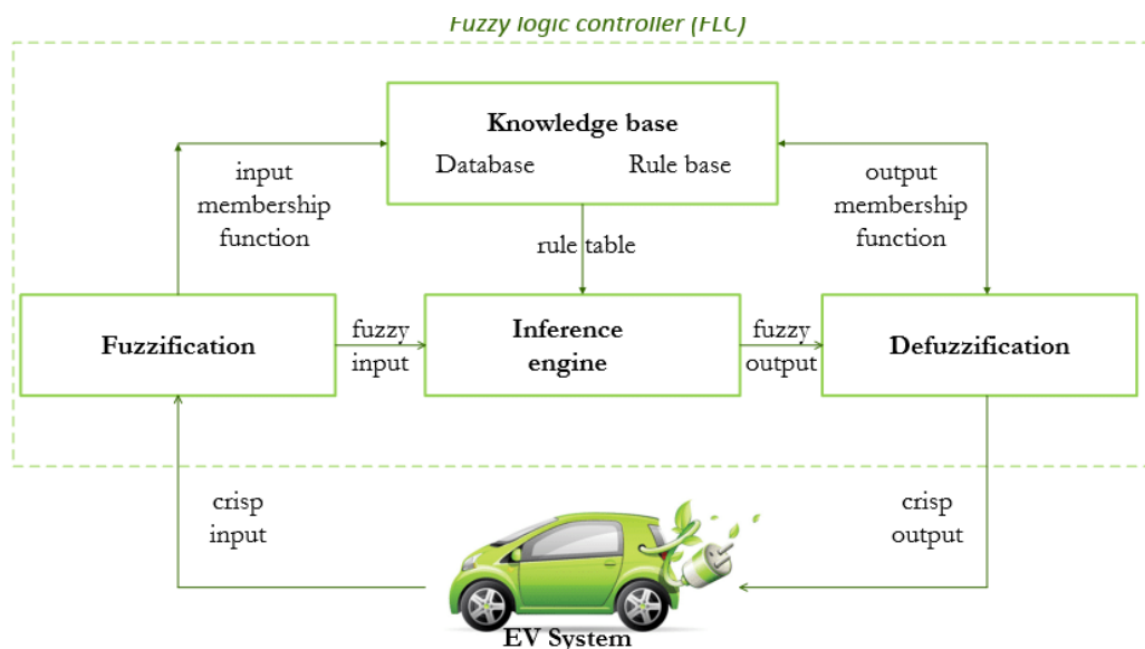 Fuzzy logic controller (FLC)
Knowledge base
Database Rule base
input
membership
function
output
membership
function
rule table
Fuzzification
fuzzy
input
Inference
engine
fuzzy
output
Defuzzification
crisp
input
crisp
output
EV System